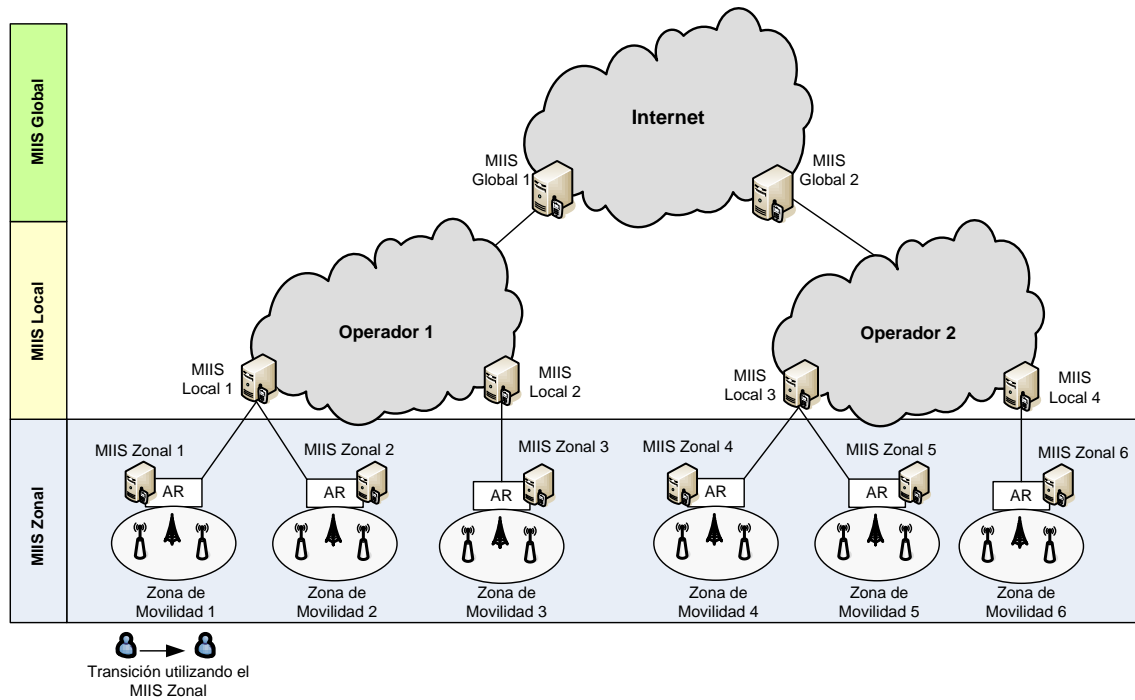 MIIS Global
Internet
MIIS
Global 1
MIIS
Global 2
MIIS Local
Operador 1
Operador 2
MIIS
Local 1
MIIS
Local 2
MIIS
Local 3
MIIS
Local 4
MIIS Zonal
MIIS Zonal 1
MIIS Zonal 2
MIIS Zonal 3
MIIS Zonal 4
MIIS Zonal 5
MIIS Zonal 6
AR
AR
AR
AR
AR
AR
Zona de
Movilidad 1
Zona de
Movilidad 2
Zona de
Movilidad 3
Zona de
Movilidad 4
Zona de
Movilidad 5
Zona de
Movilidad 6
Transición utilizando el
MIIS Zonal